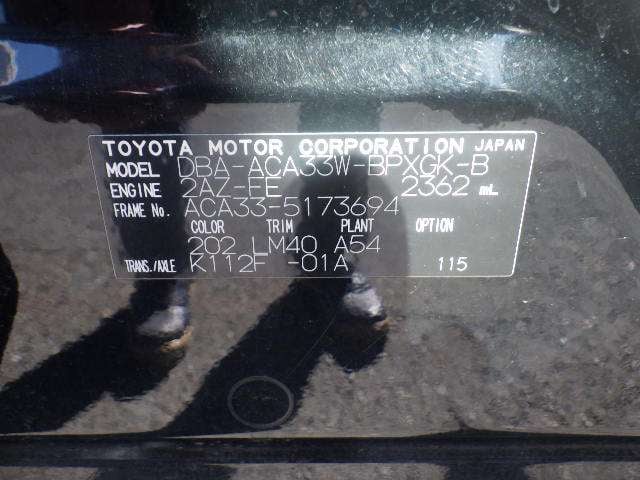 TOYOTA MOTOR CORPORATION JAPAN
MODEL DBA-ACA33W-BPXGK-B
ENGINE 2AZ-FE 2362 mL
FRAME No. ACA33-5173694
COLOR TRIM PLANT OPTION
202 LM40 A54
TRANS./AXLE K112F -01A 115